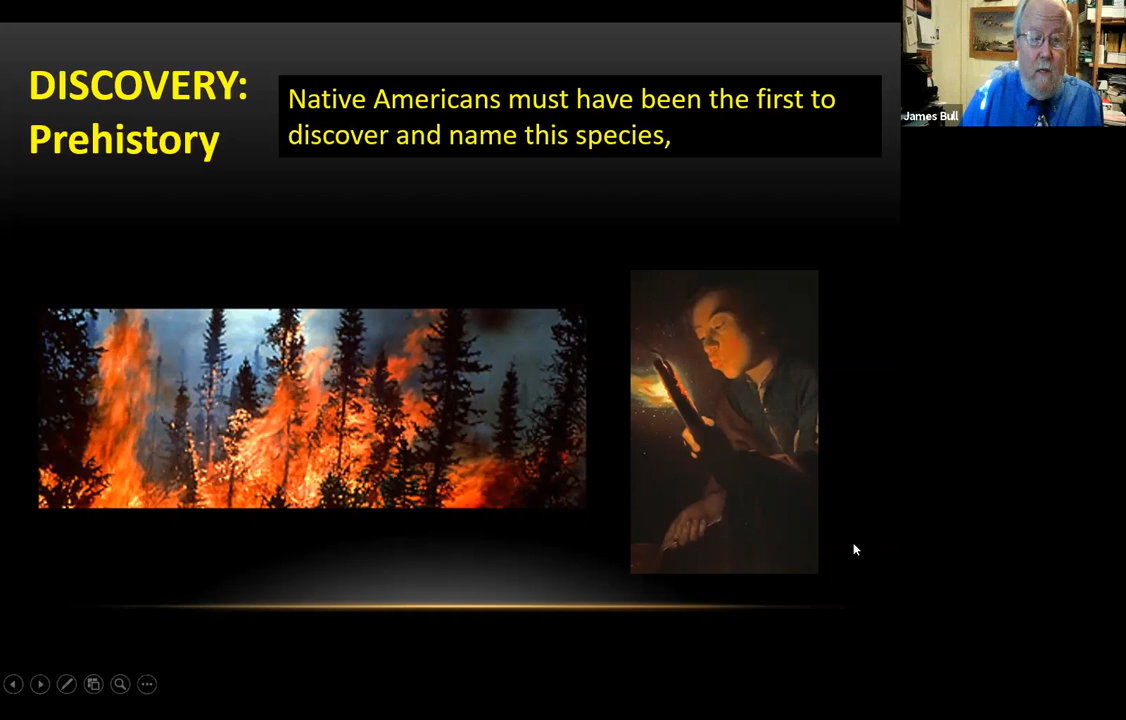 DISCOVERY:
Prehistory
Native Americans must have been the first to
discover and name this species,
James Bull